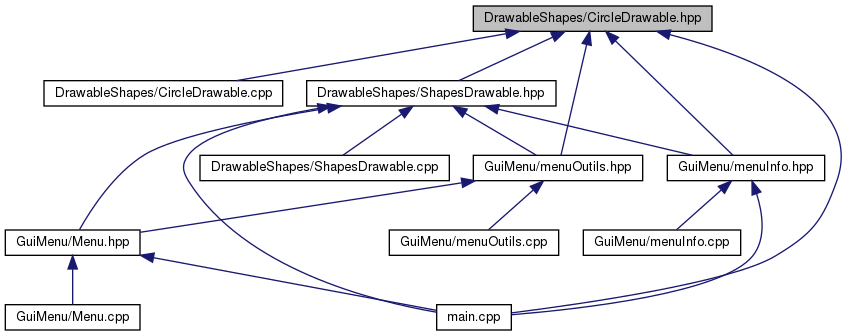 DrawableShapes/CircleDrawable.hpp
DrawableShapes/CircleDrawable.cpp
DrawableShapes/ShapesDrawable.hpp
DrawableShapes/ShapesDrawable.cpp
GuiMenu/menuOutils.hpp
GuiMenu/menuInfo.hpp
GuiMenu/Menu.hpp
GuiMenu/menuOutils.cpp
GuiMenu/menuInfo.cpp
GuiMenu/Menu.cpp
main.cpp